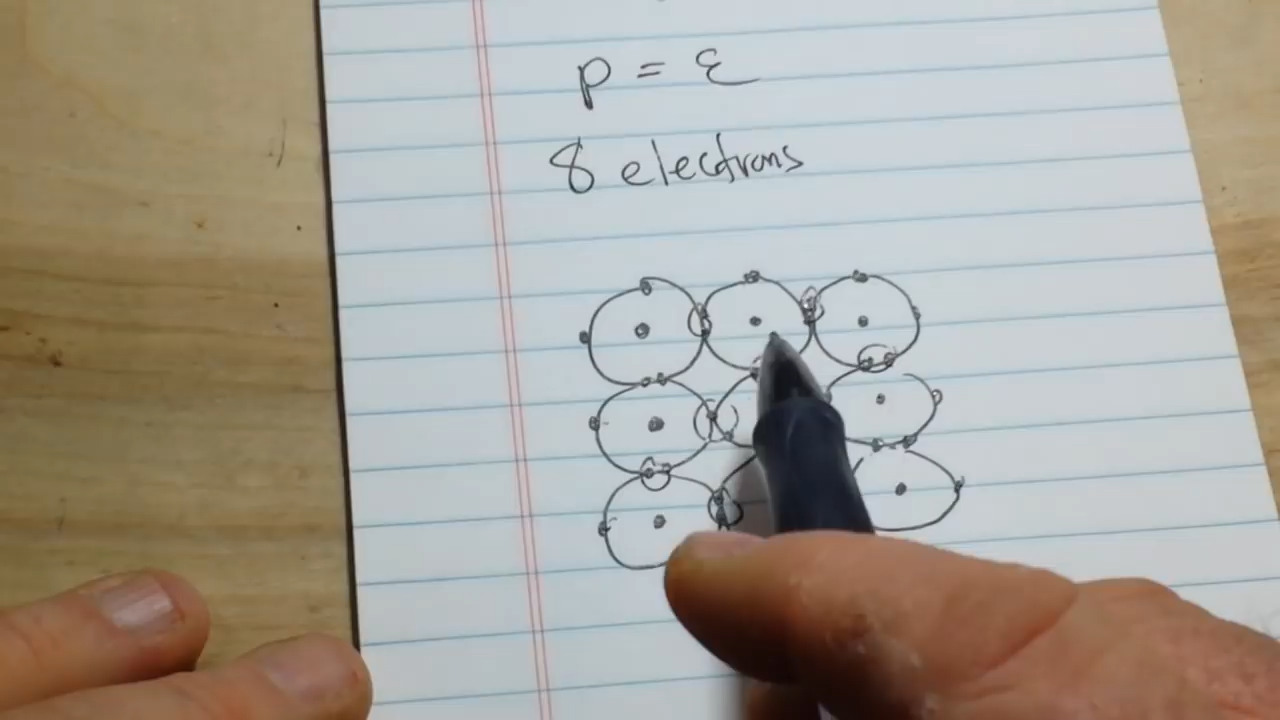 p = ε
8 electrons